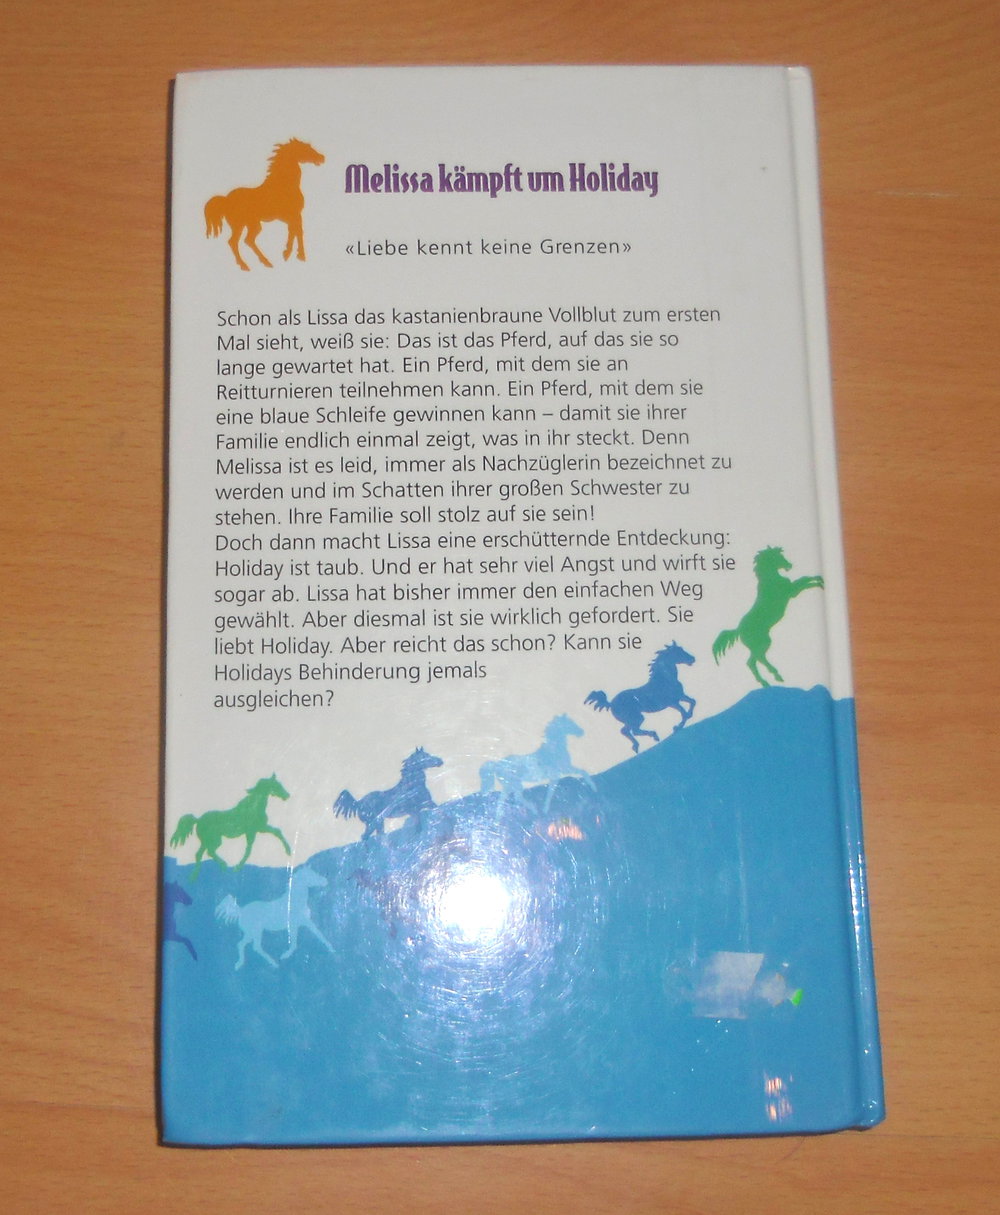 Melissa kämpft um Holiday
«Liebe kennt keine Grenzen»
Schon als Lissa das kastanienbraune Vollblut zum ersten
Mal sieht, weiß sie: Das ist das Pferd, auf das sie so
lange gewartet hat. Ein Pferd, mit dem sie an
Reitturnieren teilnehmen kann. Ein Pferd, mit dem sie
eine blaue Schleife gewinnen kann – damit sie ihrer
Familie endlich einmal zeigt, was in ihr steckt. Denn
Melissa ist es leid, immer als Nachzüglerin bezeichnet zu
werden und im Schatten ihrer großen Schwester zu
stehen. Ihre Familie soll stolz auf sie sein!
Doch dann macht Lissa eine erschütternde Entdeckung:
Holiday ist taub. Und er hat sehr viel Angst und wirft sie
sogar ab. Lissa hat bisher immer den einfachen Weg
gewählt. Aber diesmal ist sie wirklich gefordert. Sie
liebt Holiday. Aber reicht das schon? Kann sie
Holidays Behinderung jemals
ausgleichen?